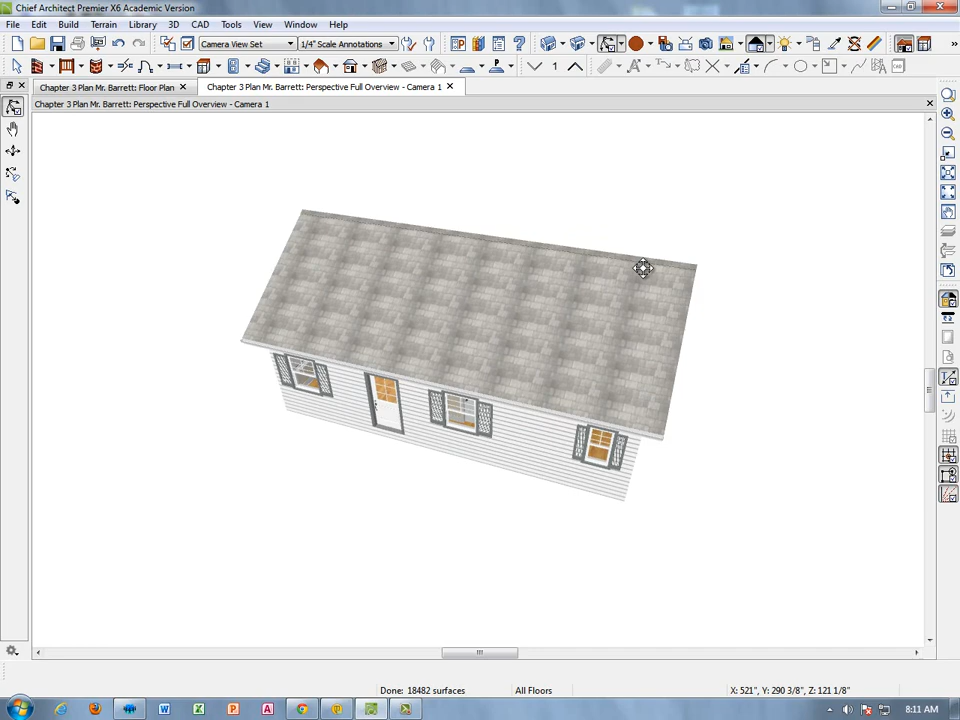 Chief Architect Premier X6 Academic Version
File Edit Build Terrain Library 3D CAD Tools View Window Help
Camera View Set 1/4" Scale Annotations
1
Chapter 3 Plan Mr. Barrett: Floor Plan Chapter 3 Plan Mr. Barrett: Perspective Full Overview - Camera 1
Chapter 3 Plan Mr. Barrett: Perspective Full Overview - Camera 1
Done: 18482 surfaces All Floors X: 521", Y: 290 3/8", Z: 121 1/8"
8:11 AM